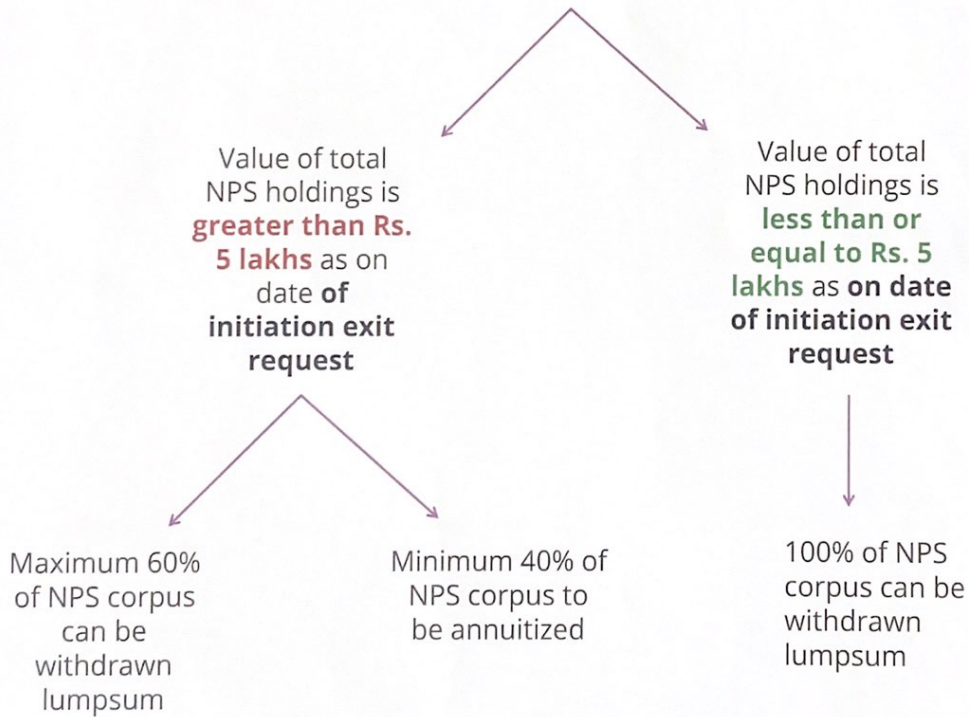 Value of total
NPS holdings is
greater than Rs.
5 lakhs as on
date of
initiation exit
request
Value of total
NPS holdings is
less than or
equal to Rs. 5
lakhs as on date
of initiation exit
request
Maximum 60%
of NPS corpus
can be
withdrawn
lumpsum
Minimum 40% of
NPS corpus to
be annuitized
100% of NPS
corpus can be
withdrawn
lumpsum